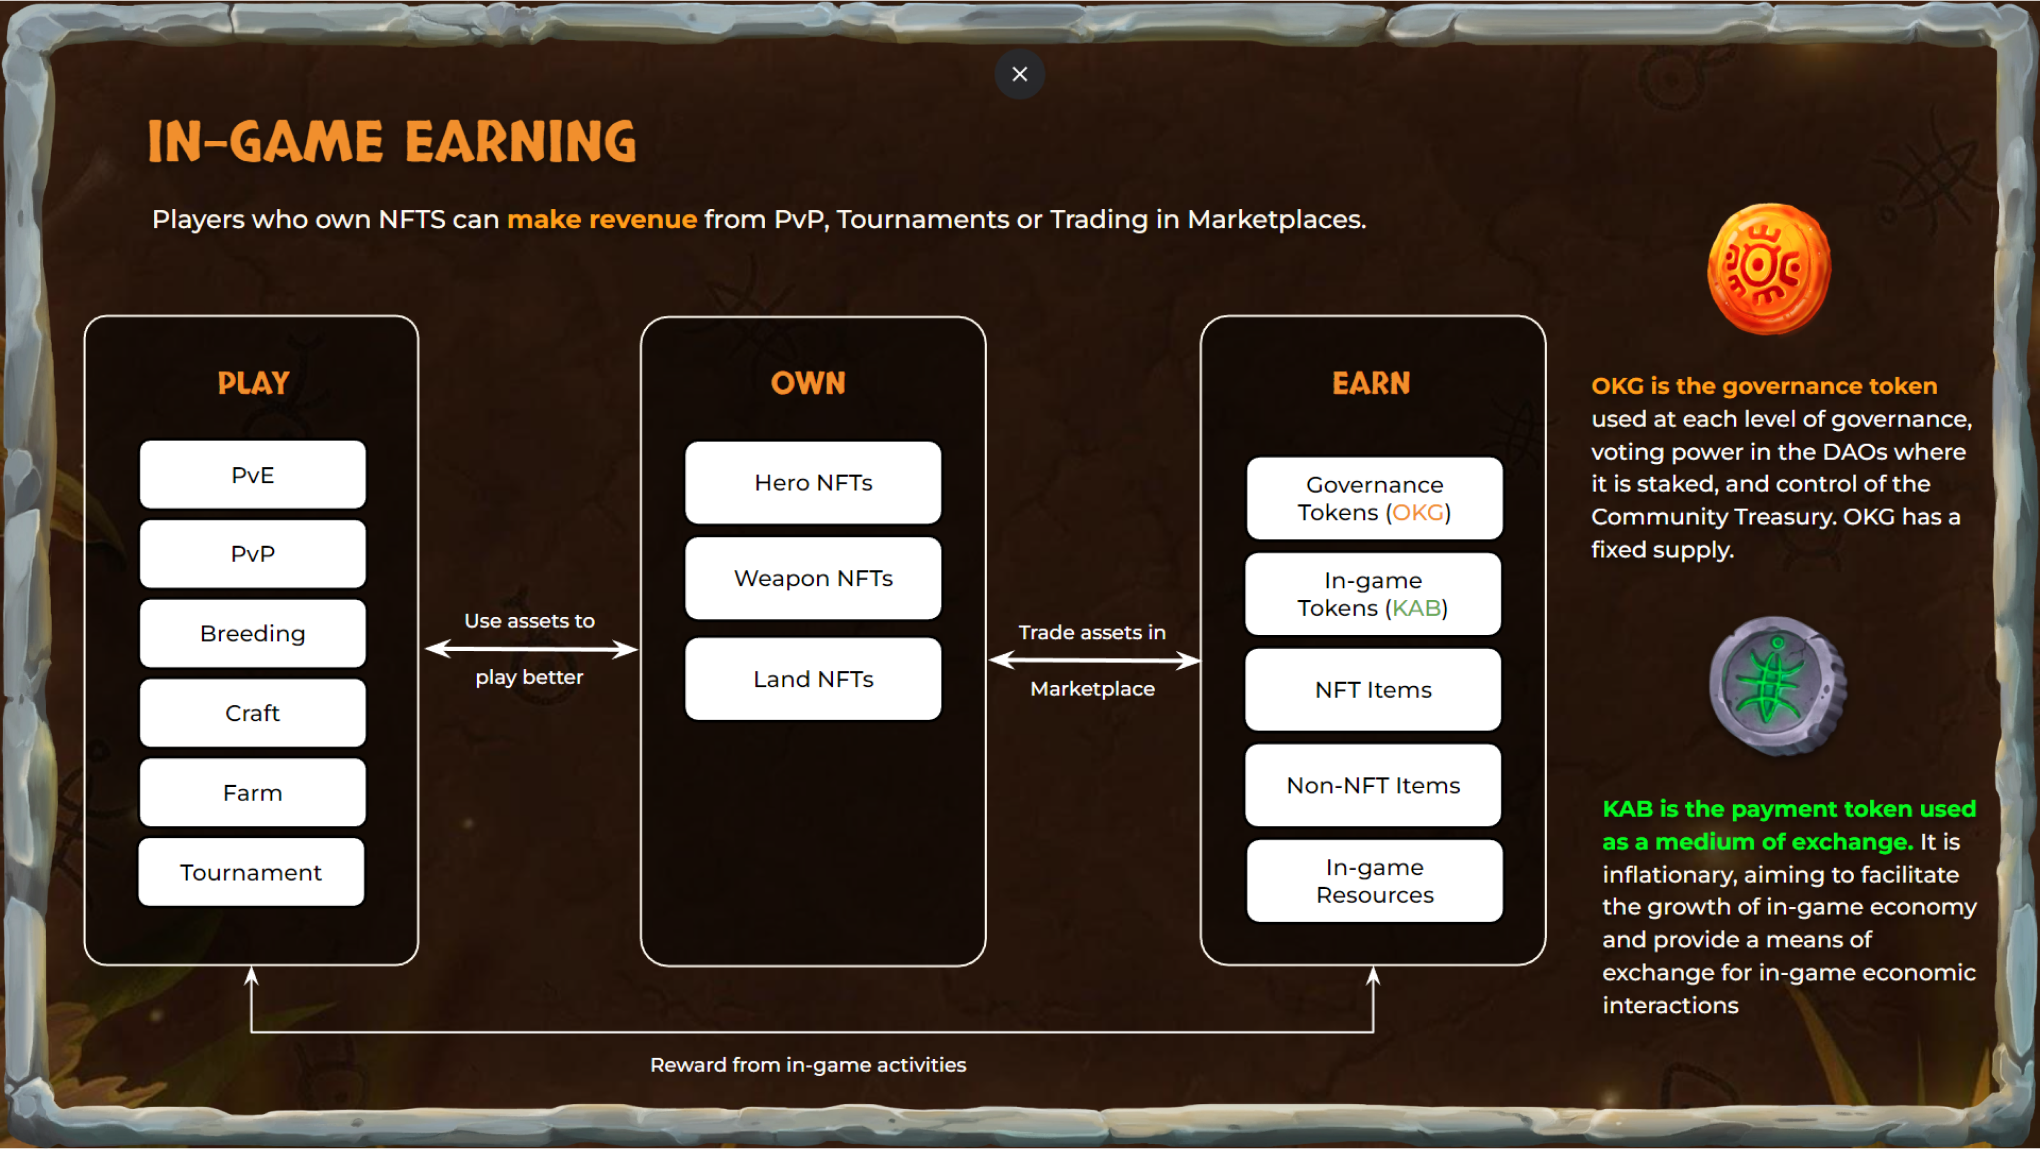 IN-GAME EARNING
Players who own NFTS can make revenue from PvP, Tournaments or Trading in Marketplaces.
PLAY
PvE
PvP
Breeding
Craft
Farm
Tournament
Use assets to
play better
OWN
Hero NFTs
Weapon NFTs
Land NFTs
Trade assets in
Marketplace
EARN
Governance
Tokens (OKG)
In-game
Tokens (KAB)
NFT Items
Non-NFT Items
In-game
Resources
Reward from in-game activities
OKG is the governance token
used at each level of governance,
voting power in the DAOs where
it is staked, and control of the
Community Treasury. OKG has a
fixed supply.
KAB is the payment token used
as a medium of exchange. It is
inflationary, aiming to facilitate
the growth of in-game economy
and provide a means of
exchange for in-game economic
interactions